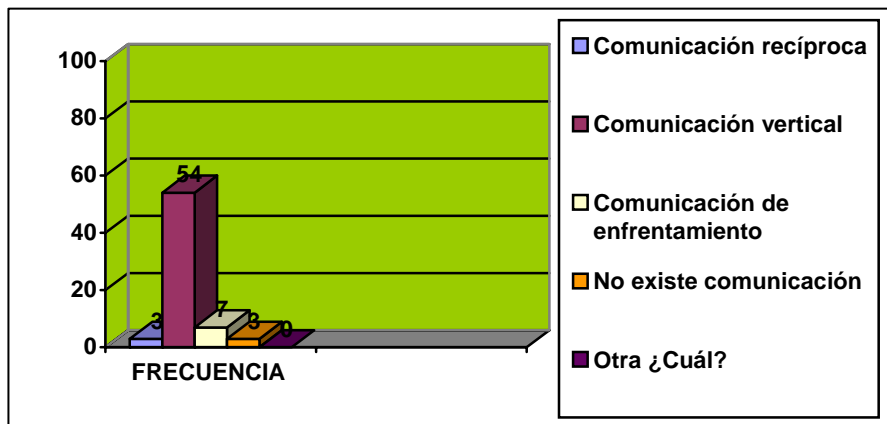 100
80
60
40
20
0
54
3
7
3
0
FRECUENCIA
Comunicación recíproca
Comunicación vertical
Comunicación de
enfrentamiento
No existe comunicación
Otra ¿Cuál?